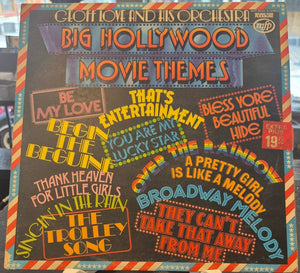 GEOFF LOVE AND HIS ORCHESTRA
mfp
BIG HOLLYWOOD
MOVIE THEMES
BE
MY LOVE
THAT'S
ENTERTAINMENT
BLESS YORE
BEAUTIFUL
HIDE
BEGIN
THE
BEGUINE
YOU ARE MY
LUCKY STAR
OVER THE RAINBOW
THANK HEAVEN
FOR LITTLE GIRLS
A PRETTY GIRL
IS LIKE A MELODY
BROADWAY MELODY
SINGIN' IN THE RAIN
THE
TROLLEY
SONG
THEY CAN'T
TAKE THAT AWAY
FROM ME